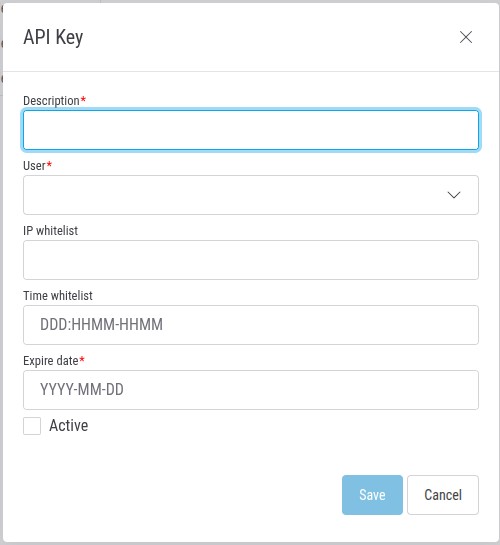 API Key
Description*
User*
IP whitelist
Time whitelist
DDD:HHMM-HHMM
Expire date*
YYYY-MM-DD
Active
Save Cancel